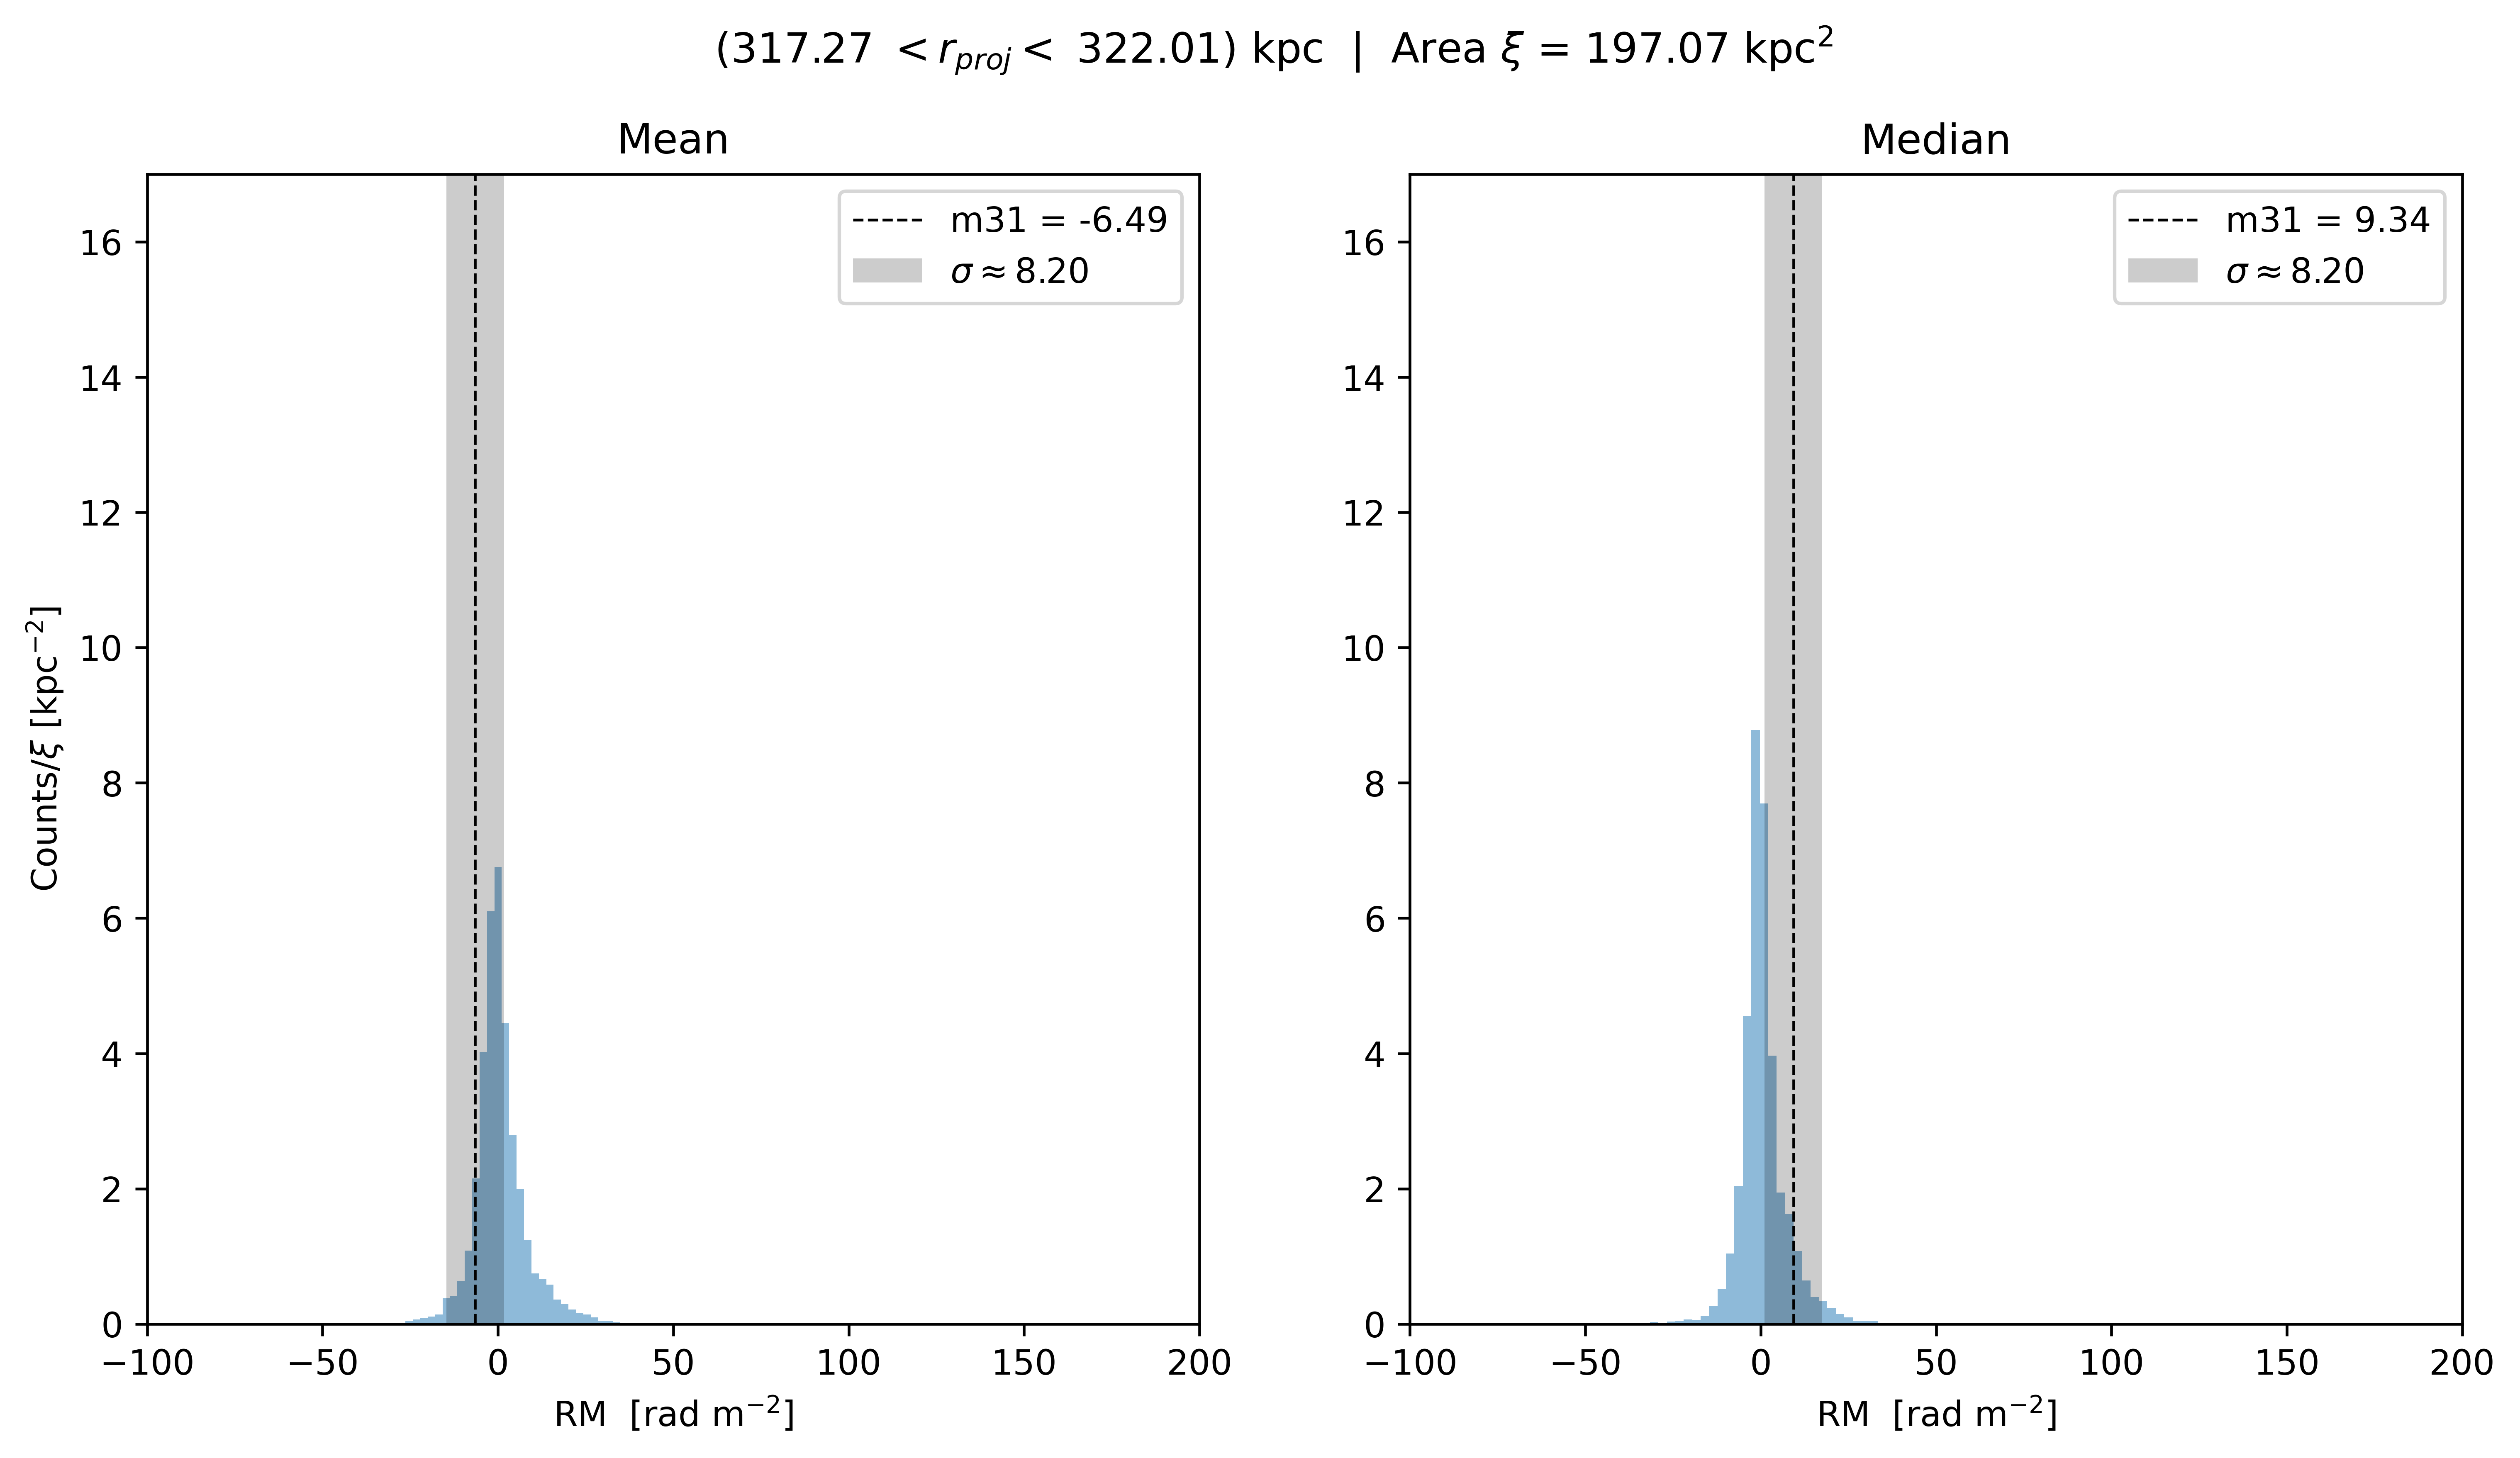 (317.27 < r_proj < 322.01) kpc | Area ξ = 197.07 kpc²
Mean
m31 = -6.49
σ ≈ 8.20
Counts/ξ [kpc⁻²]
16
14
12
10
8
6
4
2
0
−100 −50 0 50 100 150 200
RM [rad m⁻²]
Median
m31 = 9.34
σ ≈ 8.20
16
14
12
10
8
6
4
2
0
−100 −50 0 50 100 150 200
RM [rad m⁻²]